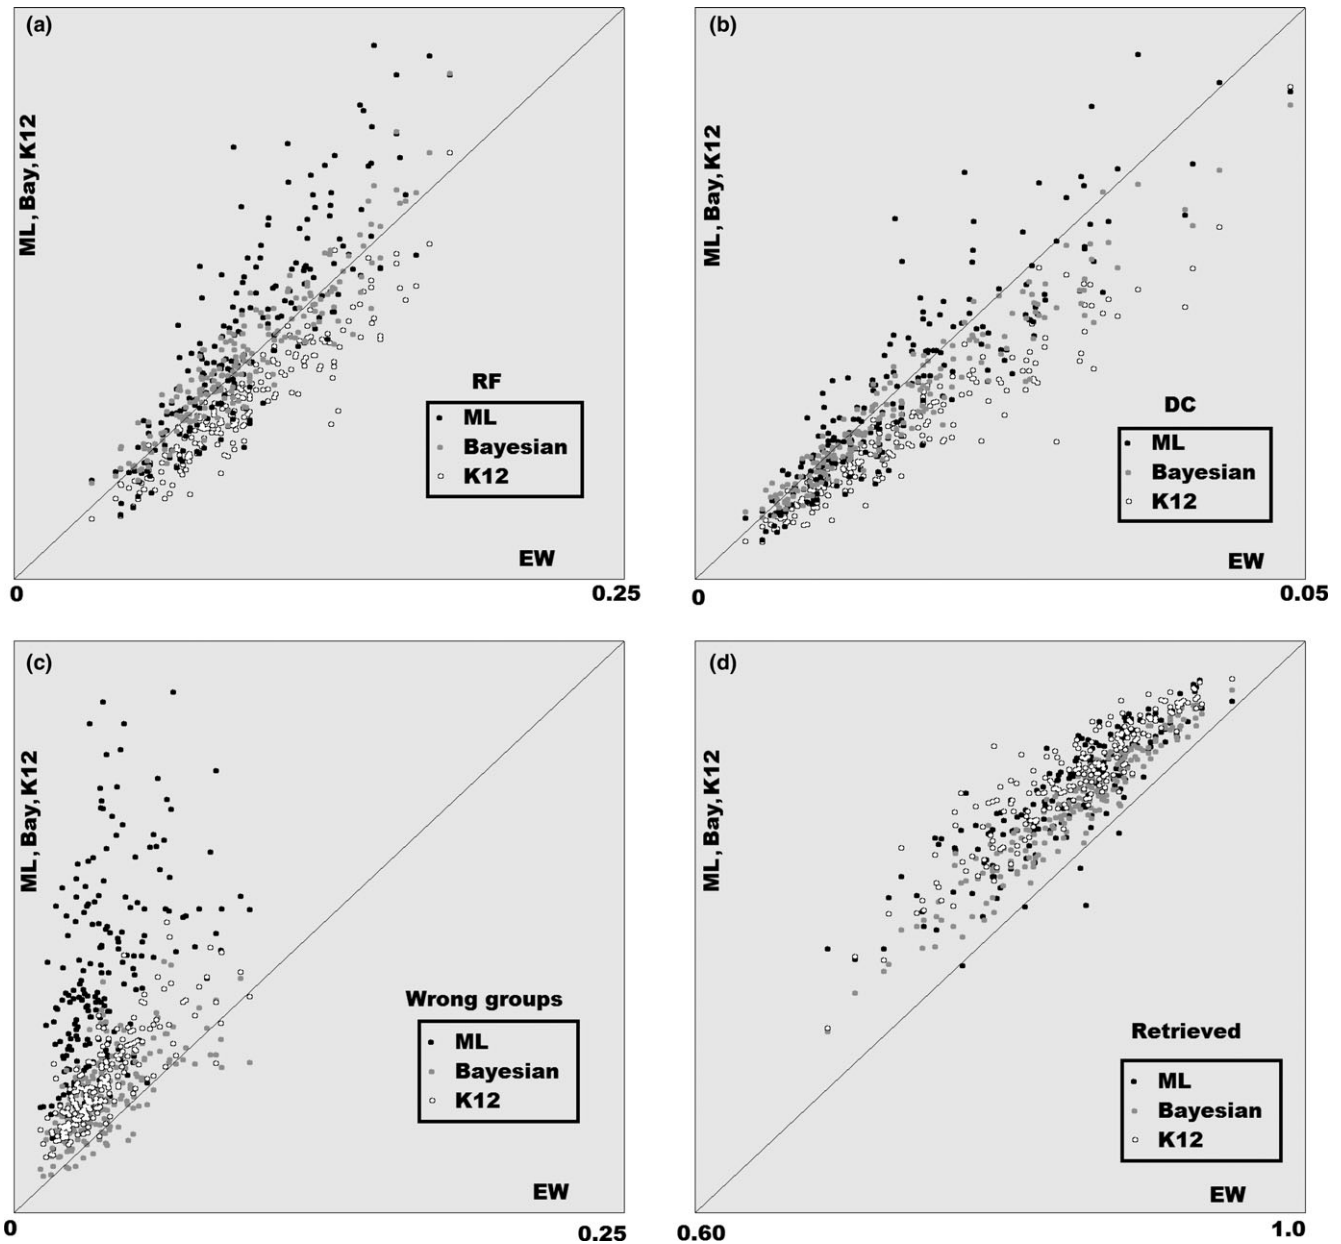 (a)
ML, Bay, K12
RF
ML
Bayesian
K12
EW
0
0.25
(b)
ML, Bay, K12
DC
ML
Bayesian
K12
EW
0
0.05
(c)
ML, Bay, K12
Wrong groups
ML
Bayesian
K12
EW
0
0.25
(d)
ML, Bay, K12
Retrieved
ML
Bayesian
K12
EW
0.60
1.0